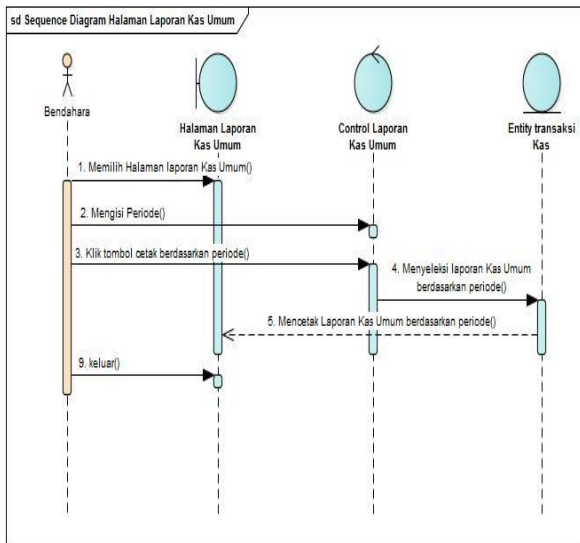 sd Sequence Diagram Halaman Laporan Kas Umum
Bendahara
Halaman Laporan
Kas Umum
Control Laporan
Kas Umum
Entity transaksi
Kas
1. Memilih Halaman laporan Kas Umum()
2. Mengisi Periode()
3. Klik tombol cetak berdasarkan periode()
4. Menyeleksi laporan Kas Umum
berdasarkan periode()
5. Mencetak Laporan Kas Umum berdasarkan periode()
9. keluar()